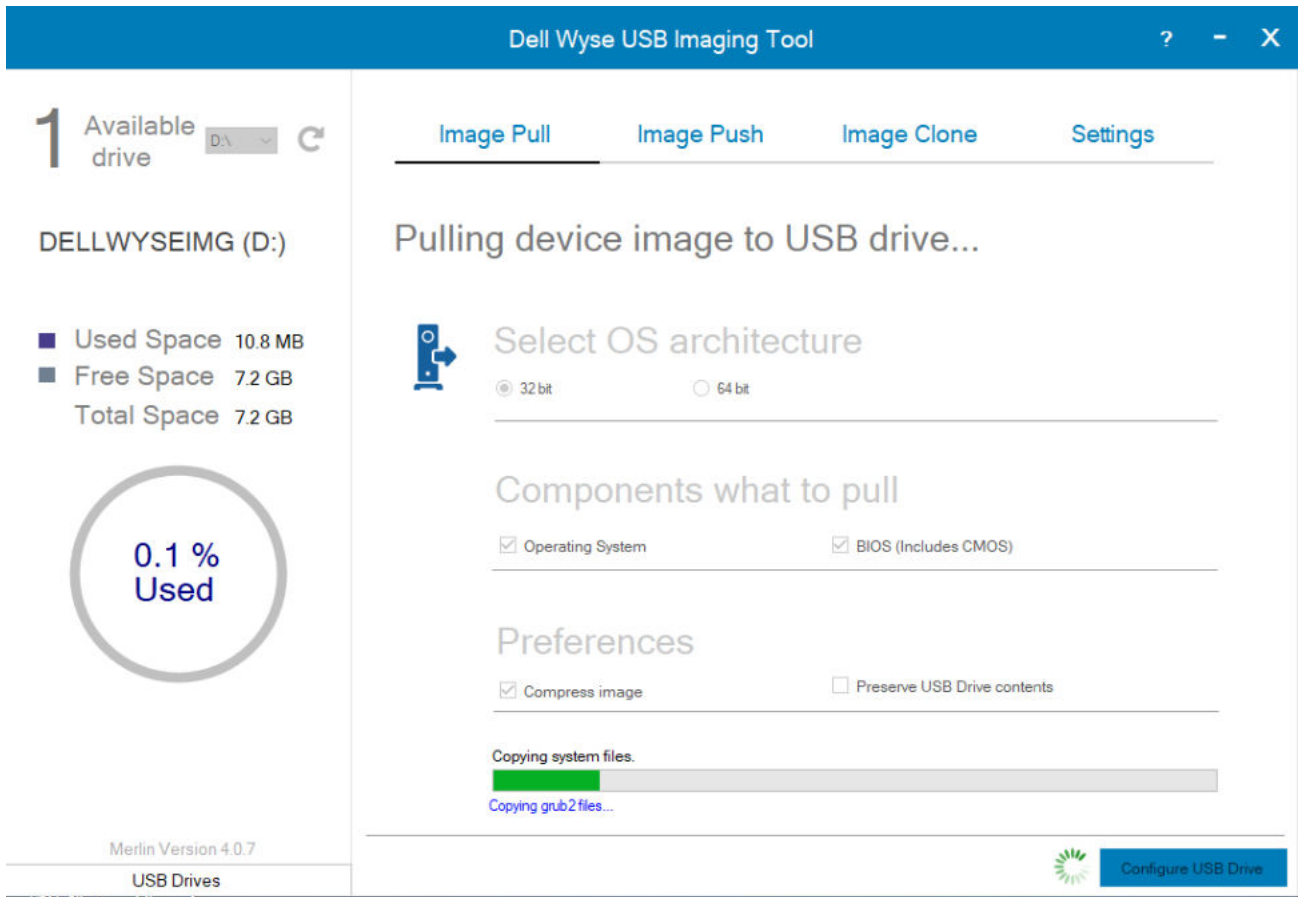 Dell Wyse USB Imaging Tool
? - X
1 Available drive D:\
DELLWYSEIMG (D:)
Used Space 10.8 MB
Free Space 7.2 GB
Total Space 7.2 GB
0.1 %
Used
Merlin Version 4.0.7
USB Drives
Image Pull Image Push Image Clone Settings
Pulling device image to USB drive...
Select OS architecture
32 bit 64 bit
Components what to pull
Operating System BIOS (Includes CMOS)
Preferences
Compress image Preserve USB Drive contents
Copying system files.
Copying grub2 files...
Configure USB Drive